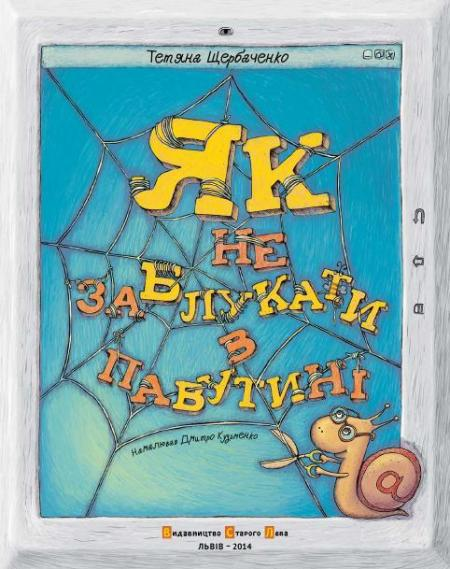 Тетяна Щербаченко
ЯК
НЕ
ЗАБЛУКАТИ
В
ПАВУТИНІ
Намалював Дмитро Кузьменко
@
Видавництво Старого Лева
ЛЬВІВ – 2014